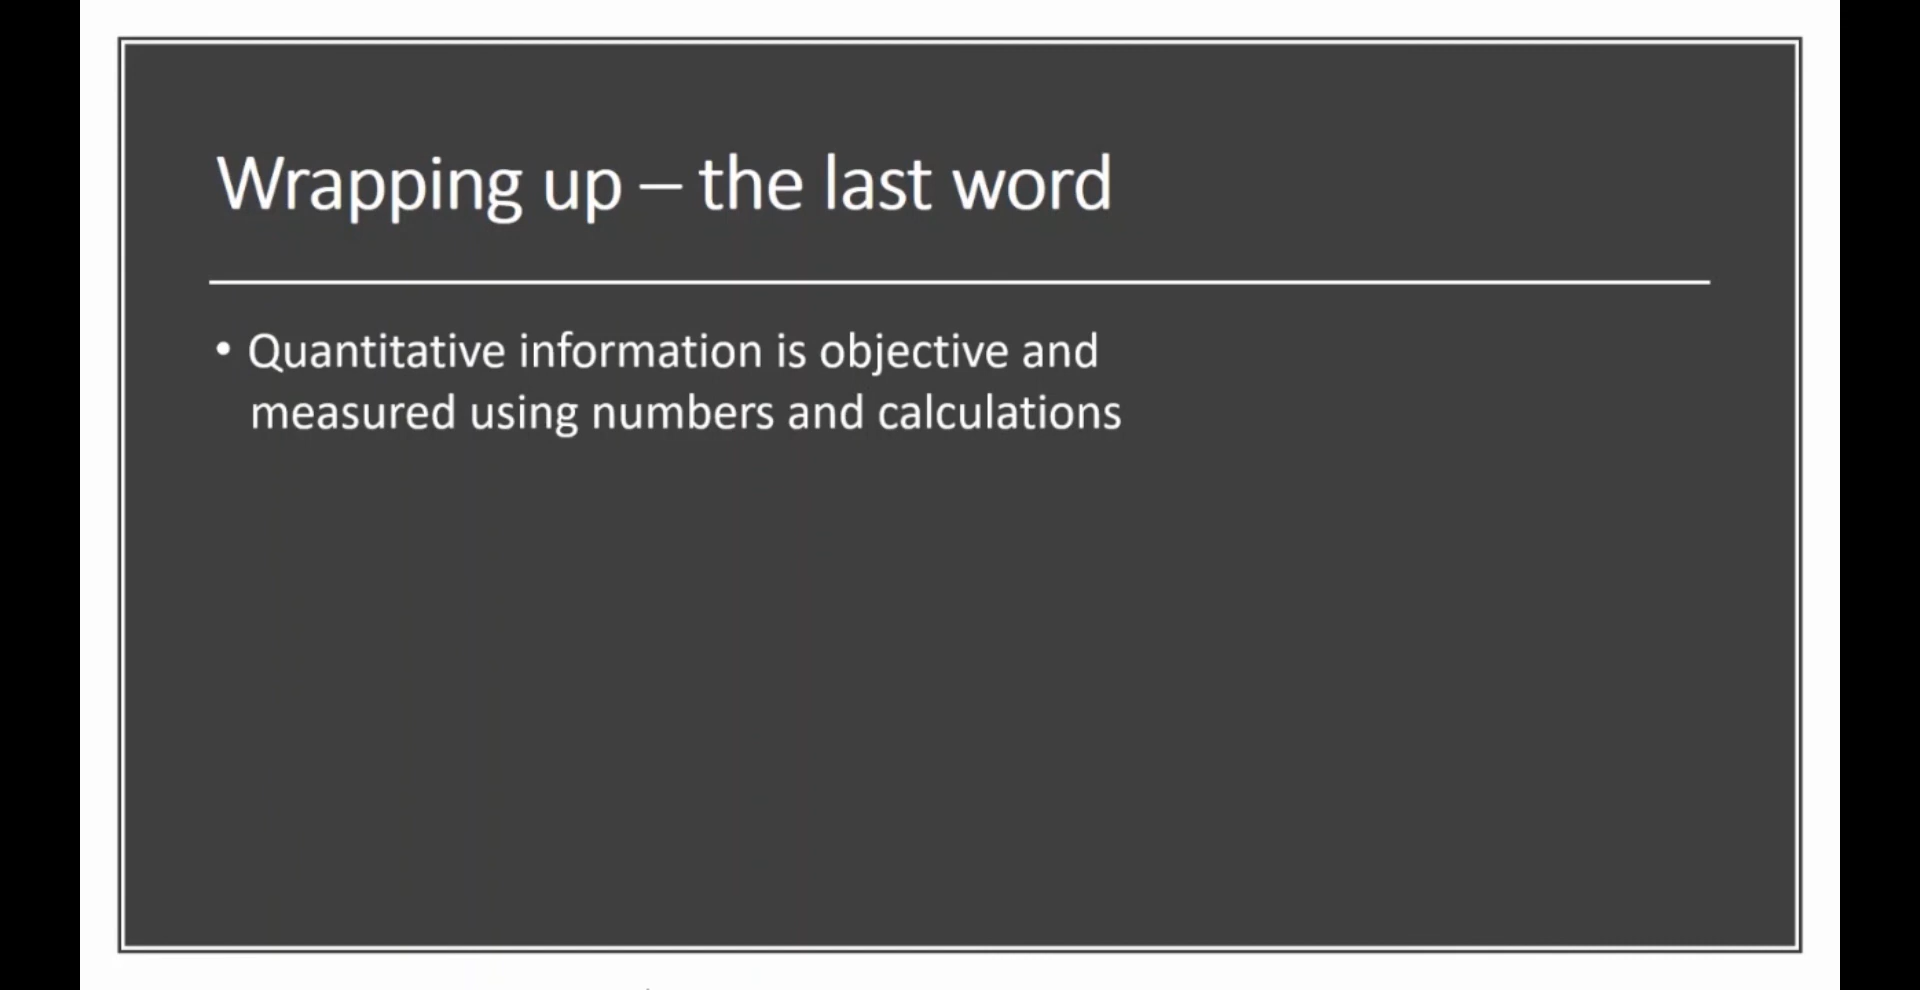 Wrapping up – the last word
• Quantitative information is objective and
measured using numbers and calculations